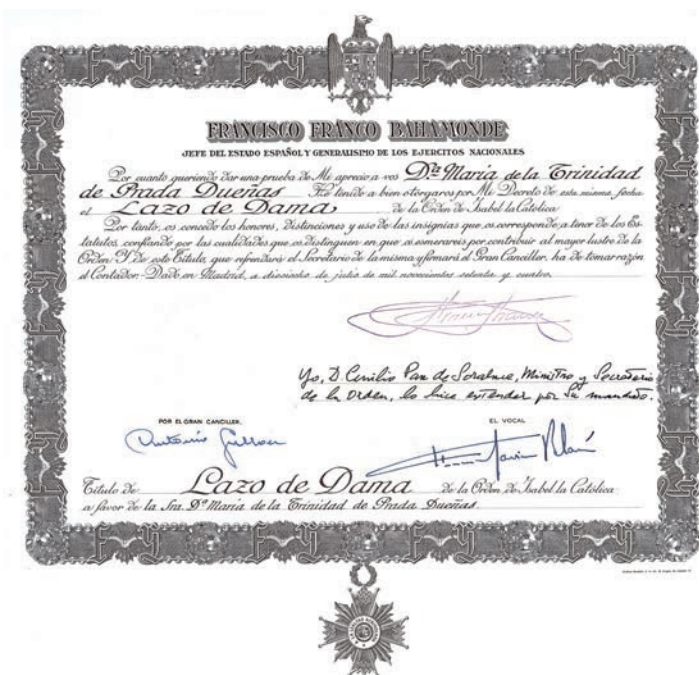 FRANCISCO FRANCO BAHAMONDE
JEFE DEL ESTADO ESPAÑOL Y GENERALISIMO DE LOS EJERCITOS NACIONALES
Por cuanto queriendo dar una prueba de Mi aprecio a vos Dª María de la Trinidad
de Prada Dueñas He tenido a bien otorgaros por Mi Decreto de esta misma fecha
el Lazo de Dama de la Orden de Isabel la Católica
Por tanto, os concedo los honores, distinciones y uso de las insignias que os corresponde, a tenor de los Es-
tatutos, confiando por las cualidades que os distinguen en que os esmerareis por contribuir al mayor lustre de la
Orden Y de este Título, que refrendará el Secretario de la misma y firmará el Gran Canciller, ha de tomar razón
el Contador. Dado en Madrid, a dieciocho de julio de mil novecientos setenta y cuatro.
Yo, D. Emilio Pan de Soraluce, Ministro y Secretario
de la Orden, lo hice extender por Su mandado.
POR EL GRAN CANCILLER,
EL VOCAL
Antonio
Título de Lazo de Dama de la Orden de Isabel la Católica
a favor de la Sra. Dª María de la Trinidad de Prada Dueñas.